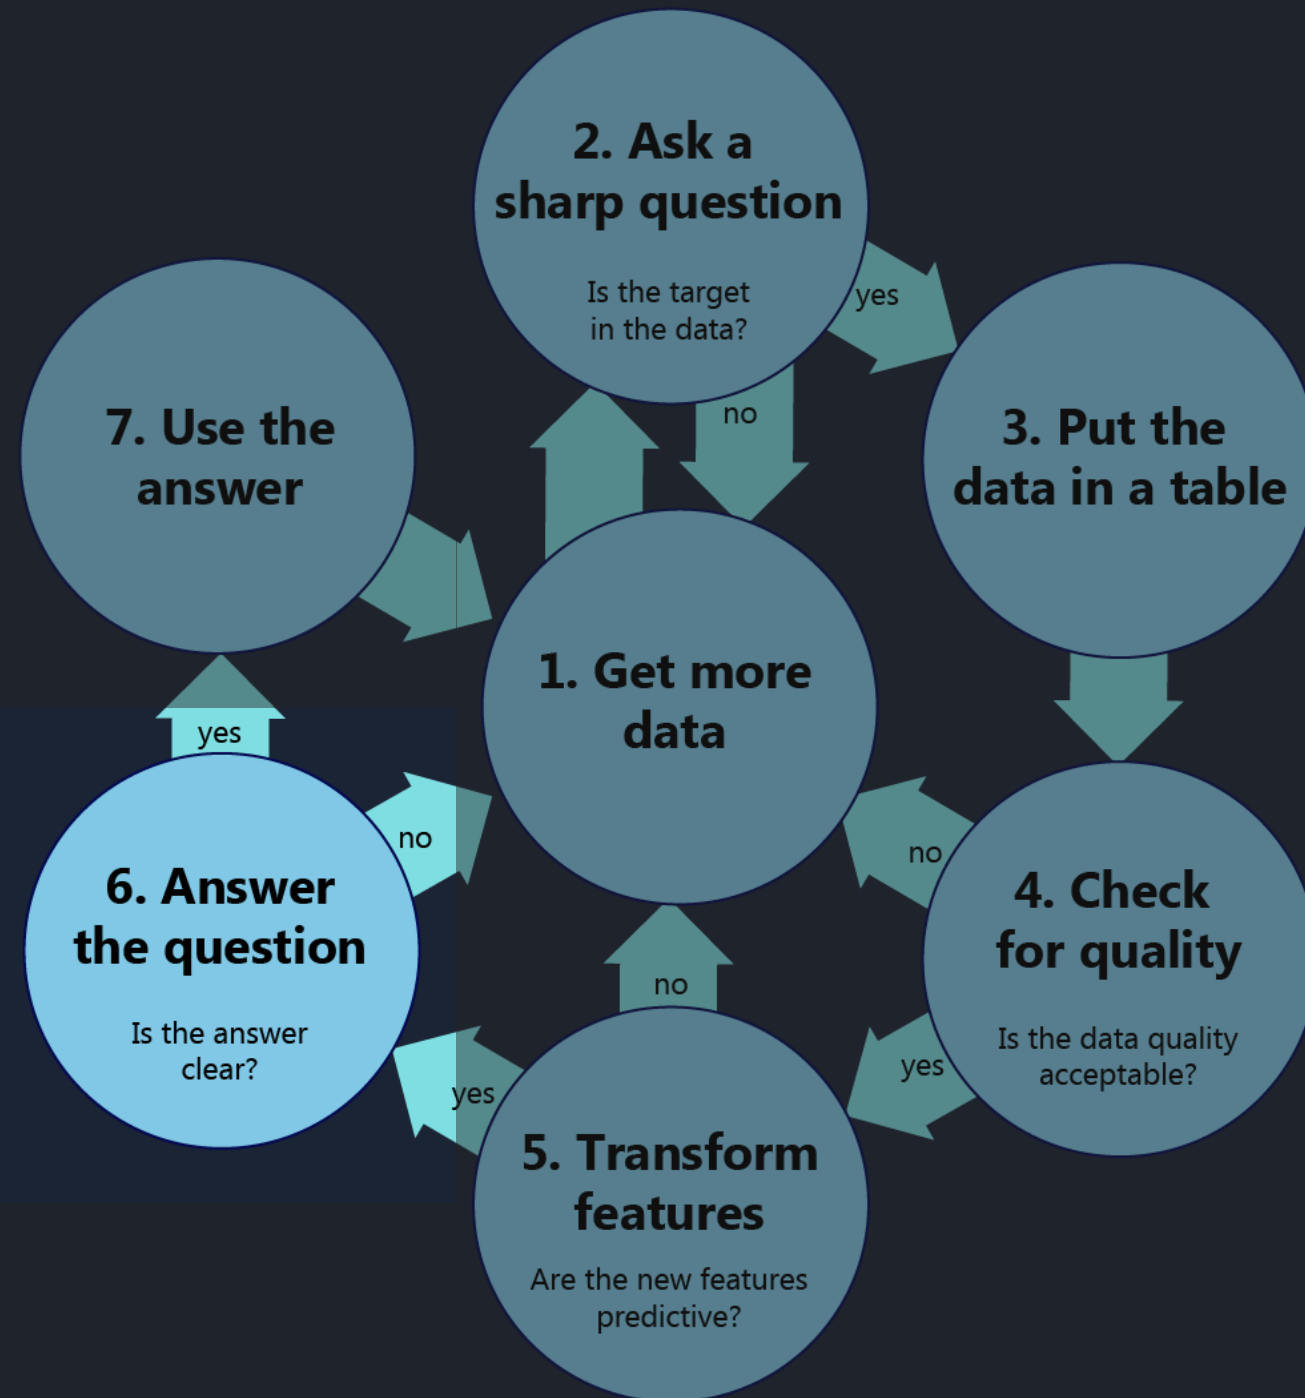 2. Ask a
sharp question
Is the target
in the data?
yes
no
7. Use the
answer
3. Put the
data in a table
1. Get more
data
yes
no
6. Answer
the question
Is the answer
clear?
no
4. Check
for quality
Is the data quality
acceptable?
no
yes
yes
5. Transform
features
Are the new features
predictive?